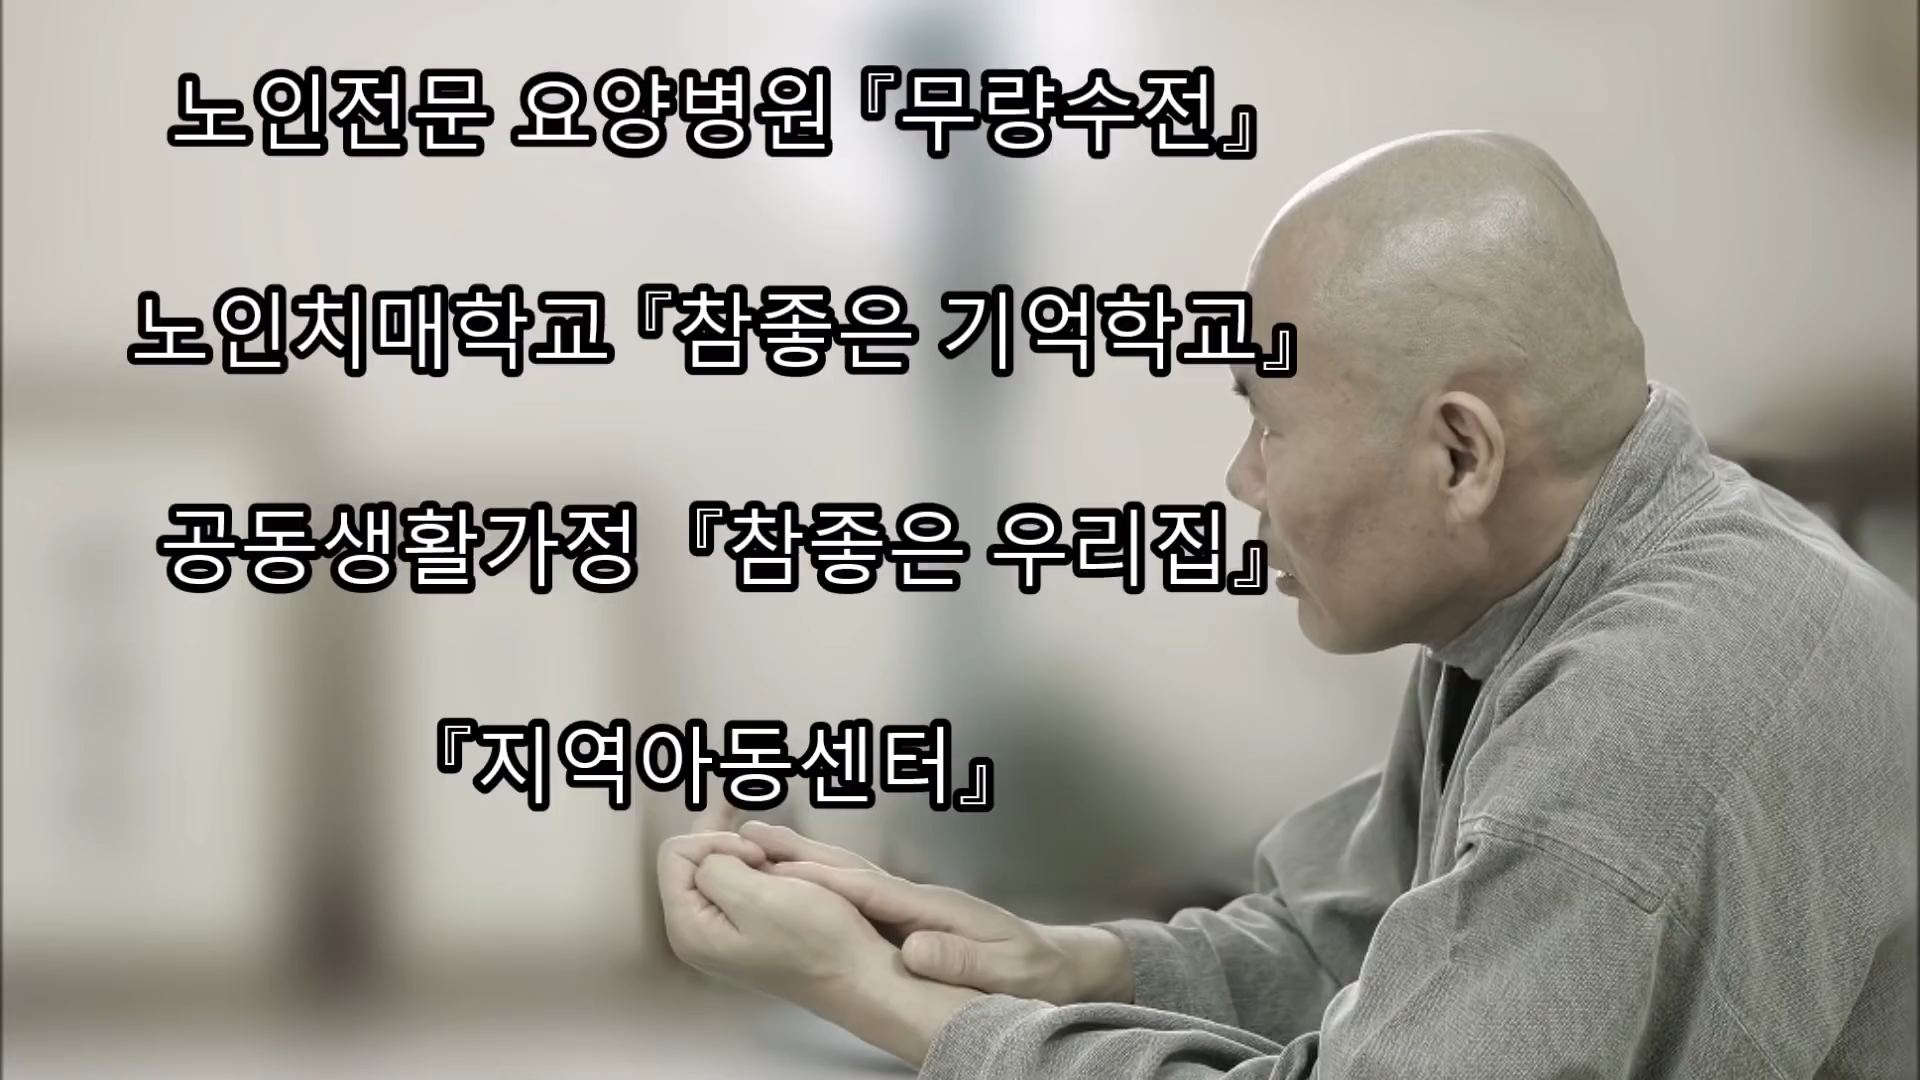 노인전문 요양병원 『무량수전』
노인치매학교 『참좋은 기억학교』
공동생활가정 『참좋은 우리집』
『지역아동센터』